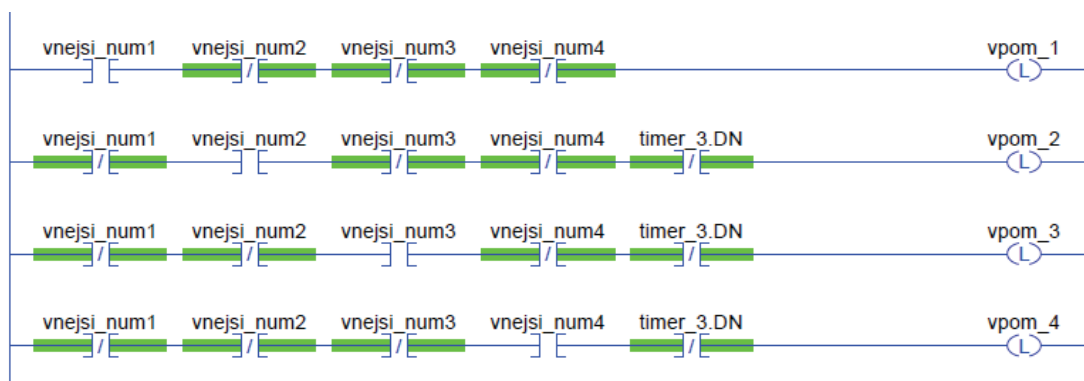 vnejsi_num1 vnejsi_num2 vnejsi_num3 vnejsi_num4 vpom_1
L
vnejsi_num1 vnejsi_num2 vnejsi_num3 vnejsi_num4 timer_3.DN vpom_2
L
vnejsi_num1 vnejsi_num2 vnejsi_num3 vnejsi_num4 timer_3.DN vpom_3
L
vnejsi_num1 vnejsi_num2 vnejsi_num3 vnejsi_num4 timer_3.DN vpom_4
L